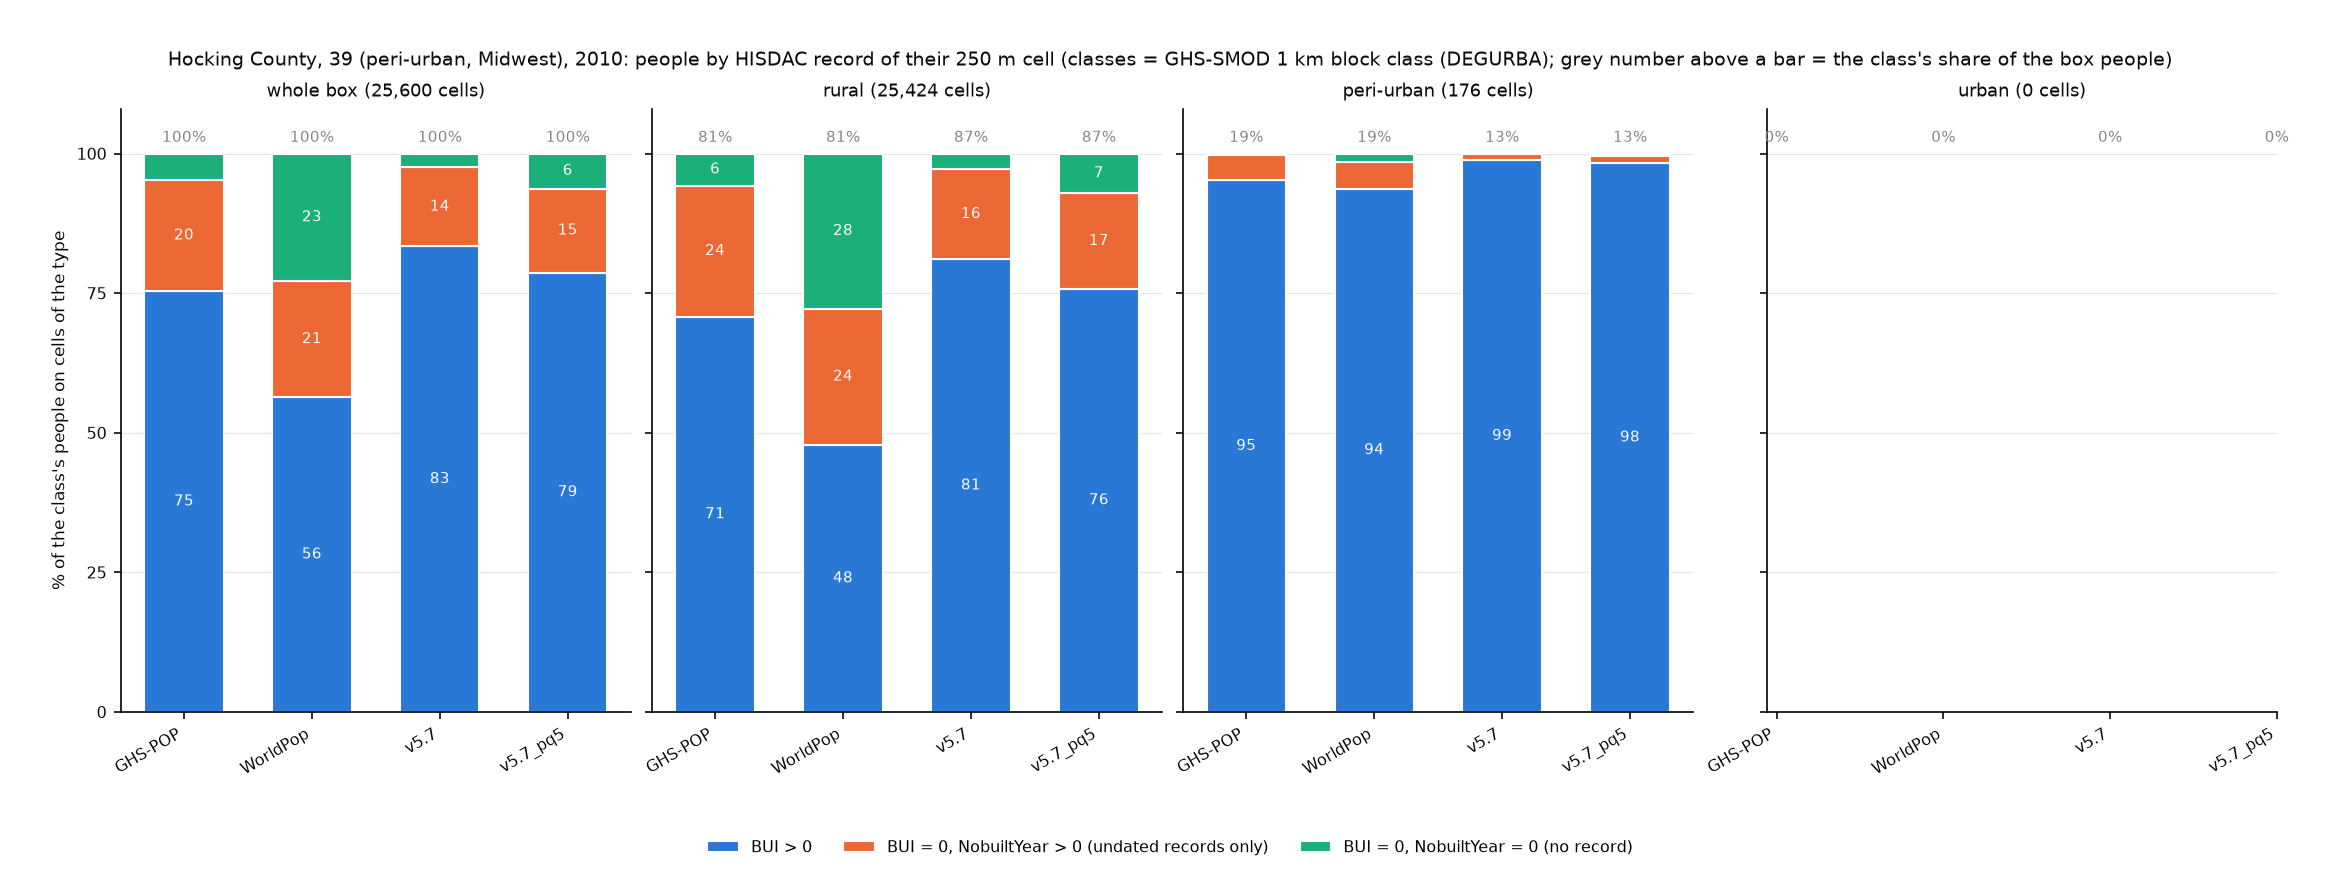 Hocking County, 39 (peri-urban, Midwest), 2010: people by HISDAC record of their 250 m cell (classes = GHS-SMOD 1 km block class (DEGURBA); grey number above a bar = the class's share of the box people)
whole box (25,600 cells)
rural (25,424 cells)
peri-urban (176 cells)
urban (0 cells)
% of the class's people on cells of the type
100
75
50
25
0
100% 100% 100% 100%
20 23 14 6
75 21 83 15
56 79
GHS-POP WorldPop v5.7 v5.7_pq5
81% 81% 87% 87%
6 28 16 7
24 24 81 17
71 48 76
GHS-POP WorldPop v5.7 v5.7_pq5
19% 19% 13% 13%
95 94 99 98
GHS-POP WorldPop v5.7 v5.7_pq5
0% 0% 0% 0%
GHS-POP WorldPop v5.7 v5.7_pq5
BUI > 0
BUI = 0, NobuiltYear > 0 (undated records only)
BUI = 0, NobuiltYear = 0 (no record)